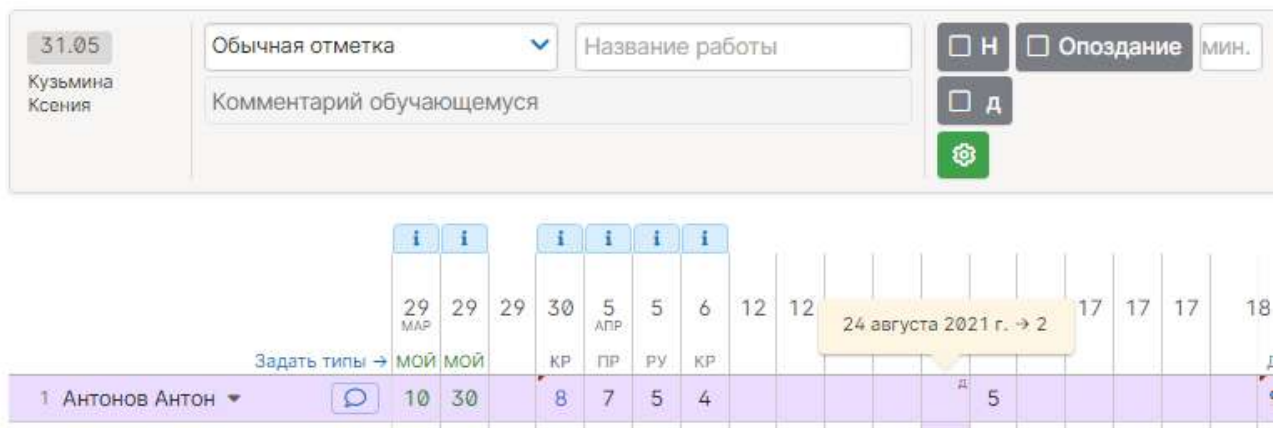 31.05
Кузьмина
Ксения
Обычная отметка
Название работы
Комментарий обучающемуся
Н
Опоздание
мин.
д
i i i i i i
29 29 29 30 5 5 6 12 12 17 17 17 18
МАР АПР
24 августа 2021 г. → 2
Задать типы → МОЙ МОЙ КР ПР РУ КР
1 Антонов Антон 10 30 8 7 5 4 д 5